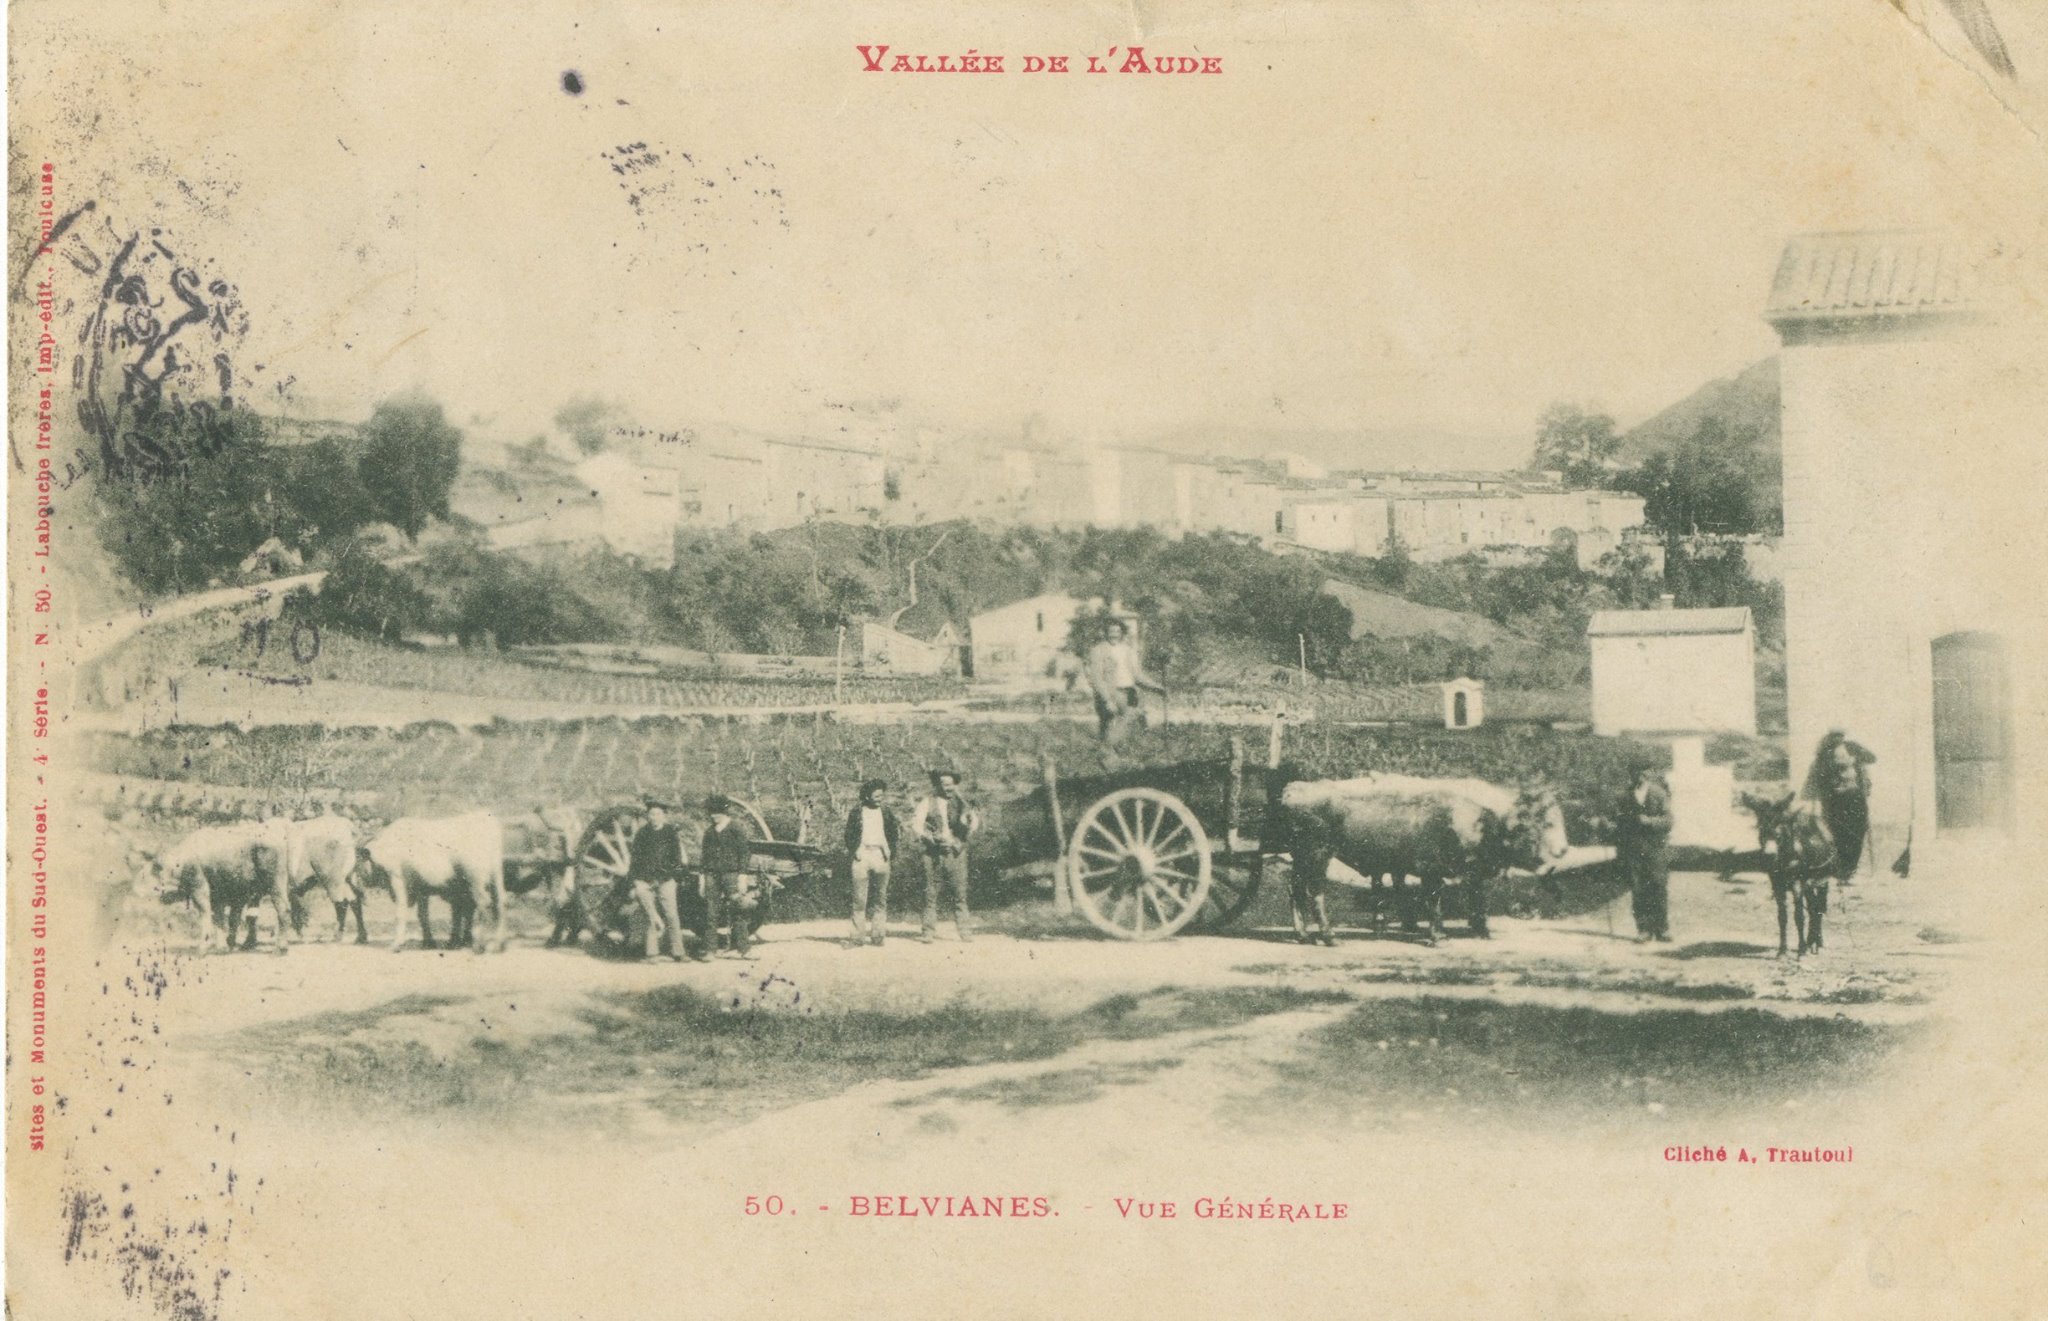 VALLÉE DE L'AUDE
Sites et Monuments du Sud-Ouest. - 4ᵉ Série. - N. 50. - Labouche frères, imp-édit., Toulouse
Cliché A. Trantoul
50. - BELVIANES. - VUE GÉNÉRALE